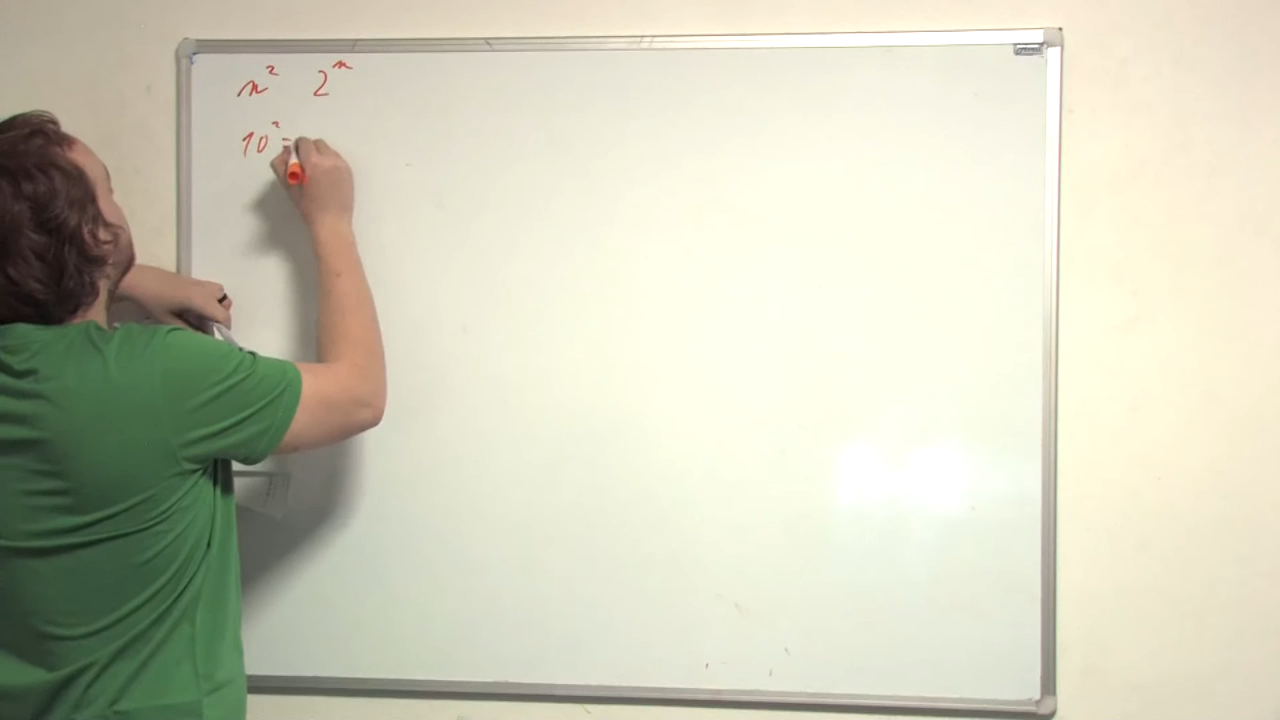 n² 2ⁿ
10² =